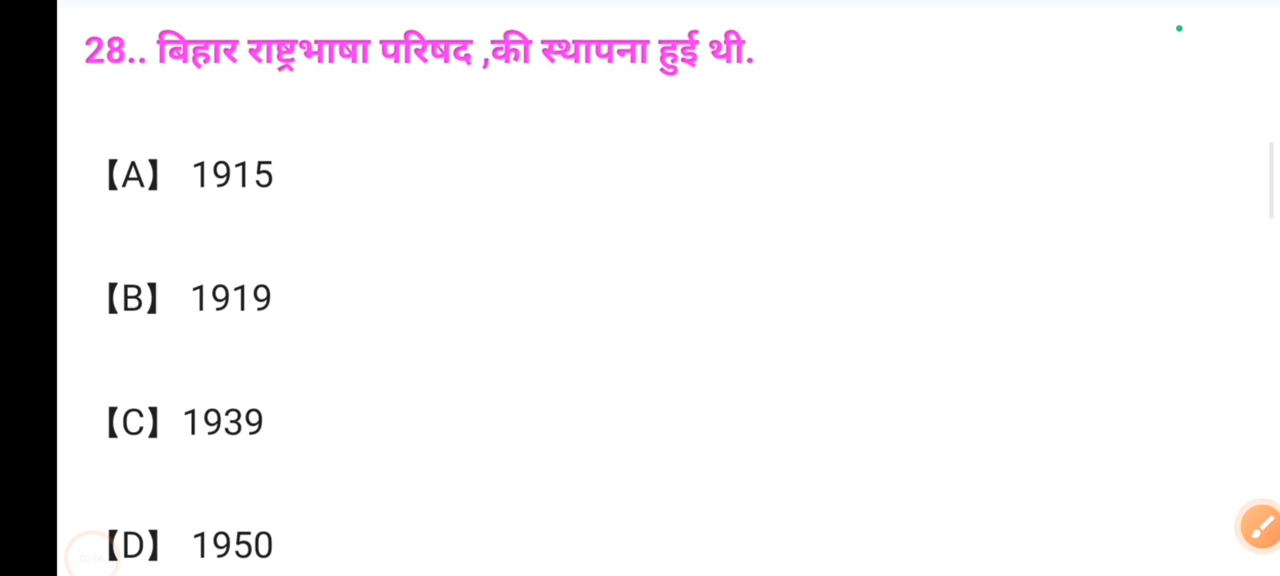 28.. बिहार राष्ट्रभाषा परिषद ,की स्थापना हुई थी.
【A】 1915
【B】 1919
【C】1939
【D】 1950